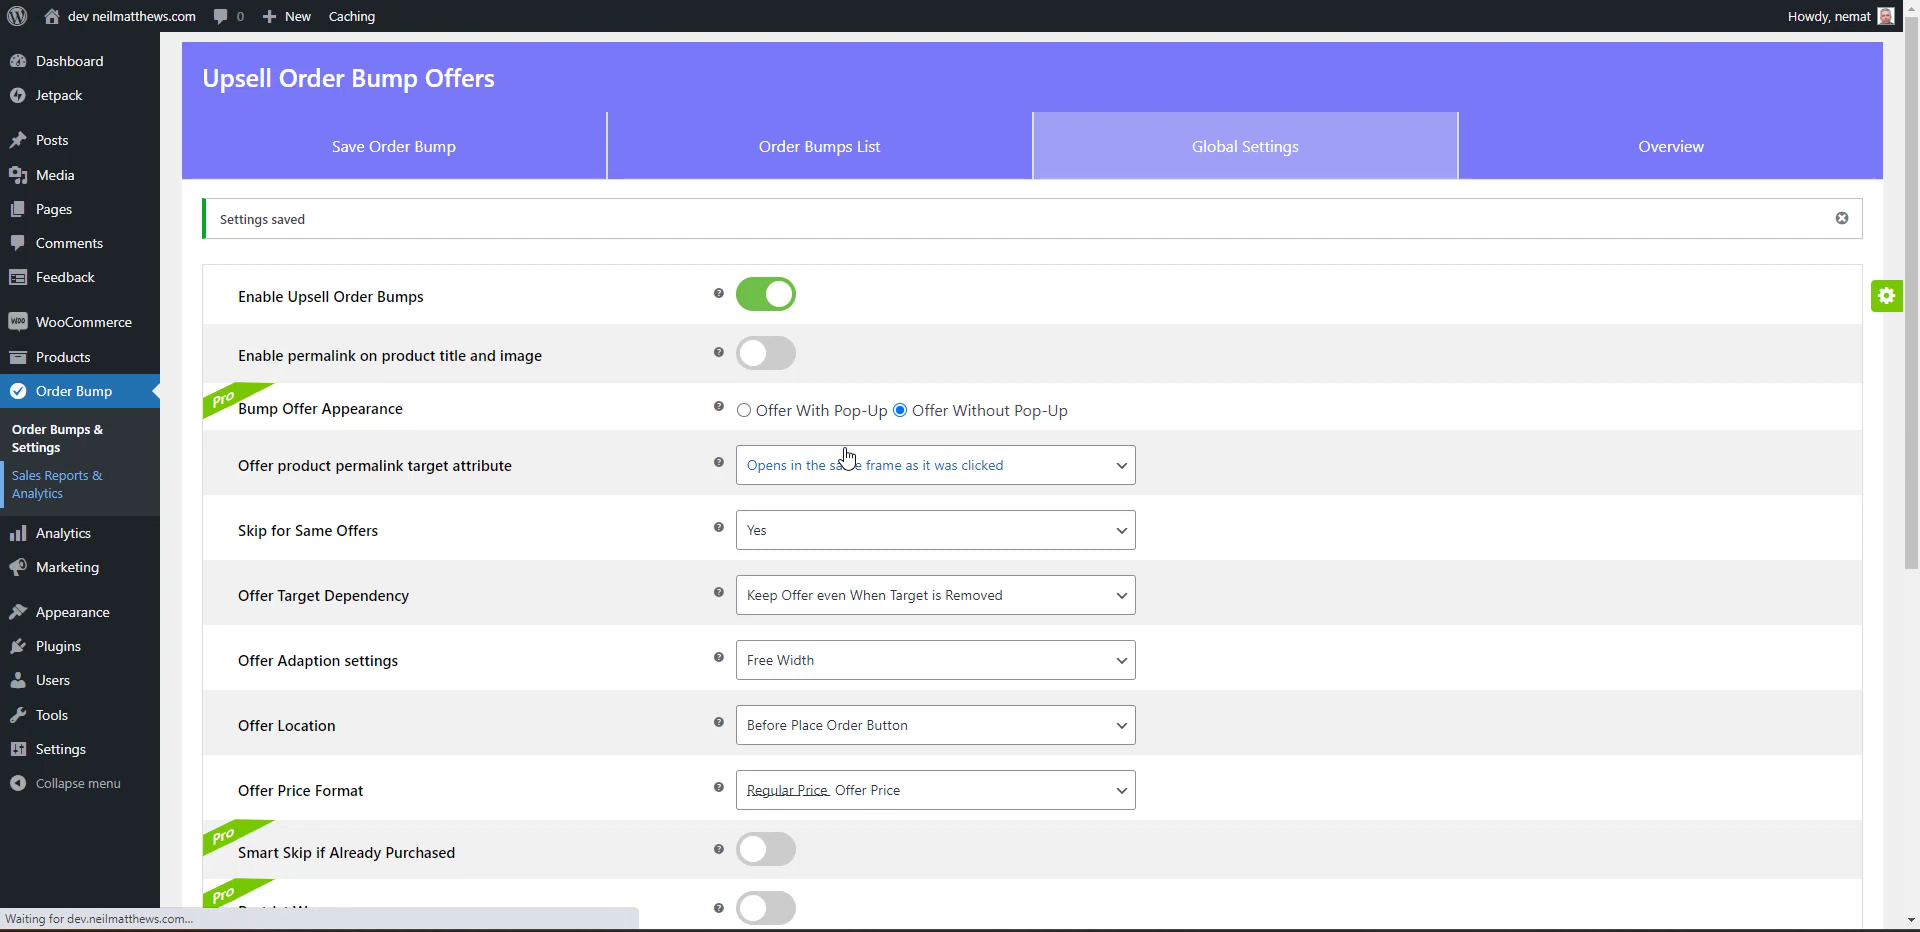 dev neilmatthews.com 0 New Caching Howdy, nemat
Dashboard
Jetpack
Posts
Media
Pages
Comments
Feedback
WooCommerce
Products
Order Bump
Order Bumps &
Settings
Sales Reports &
Analytics
Analytics
Marketing
Appearance
Plugins
Users
Tools
Settings
Collapse menu
Upsell Order Bump Offers
Save Order Bump Order Bumps List Global Settings Overview
Settings saved
Enable Upsell Order Bumps
Enable permalink on product title and image
Pro
Bump Offer Appearance Offer With Pop-Up Offer Without Pop-Up
Offer product permalink target attribute Opens in the same frame as it was clicked
Skip for Same Offers Yes
Offer Target Dependency Keep Offer even When Target is Removed
Offer Adaption settings Free Width
Offer Location Before Place Order Button
Offer Price Format Regular Price Offer Price
Pro
Smart Skip if Already Purchased
Pro
Waiting for dev.neilmatthews.com...